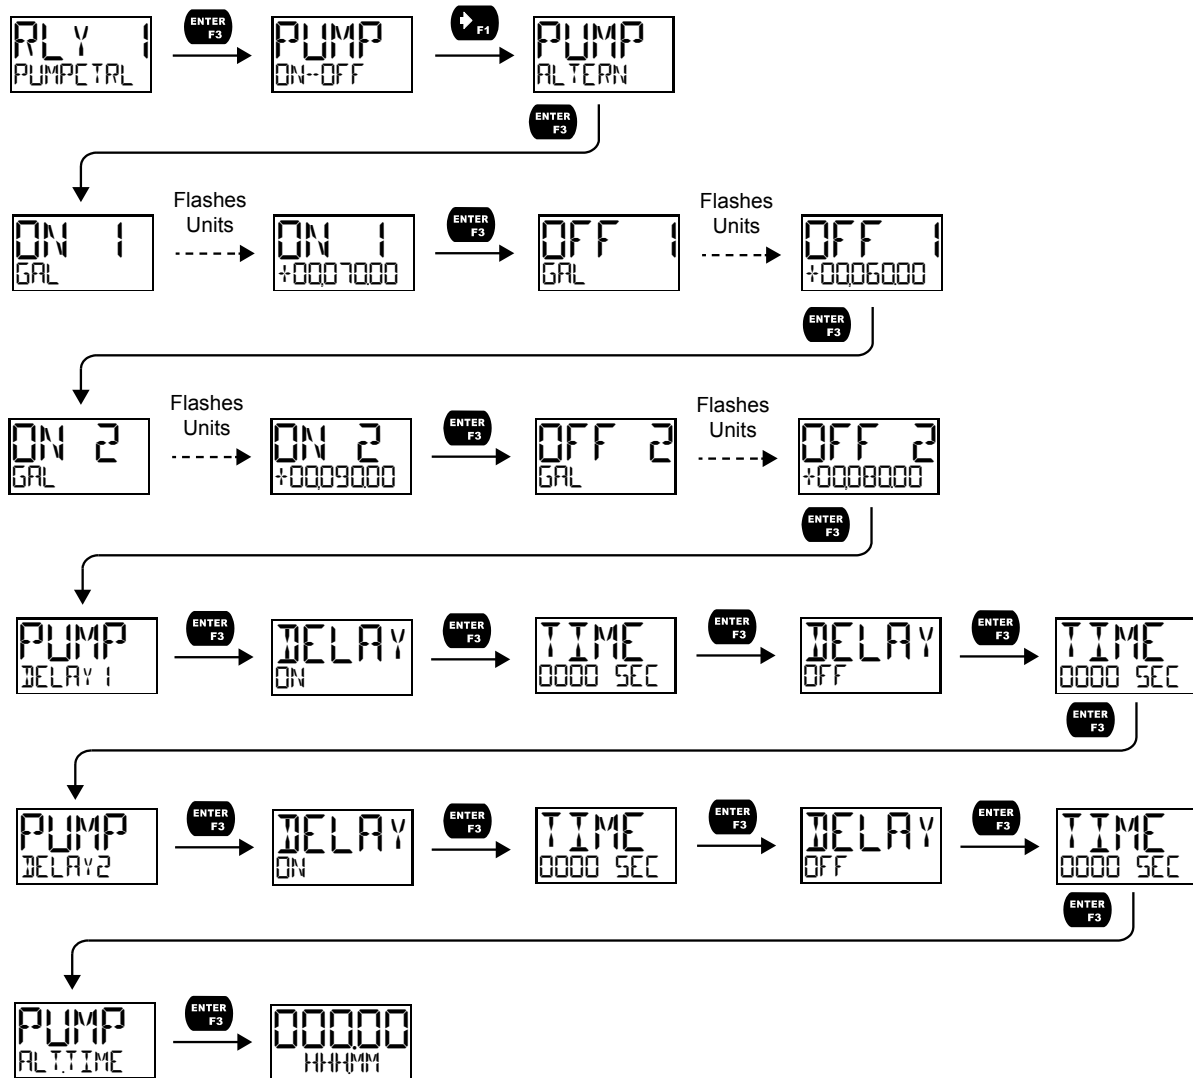 ENTER F3
F1
RLY 1
PUMPCTRL
PUMP
ON--OFF
PUMP
ALTERN
ENTER F3
Flashes Units
ENTER F3
Flashes Units
ON 1
GAL
ON 1
+00,070.00
OFF 1
GAL
OFF 1
+00,060.00
ENTER F3
Flashes Units
ENTER F3
Flashes Units
ON 2
GAL
ON 2
+00,090.00
OFF 2
GAL
OFF 2
+00,080.00
ENTER F3
ENTER F3
ENTER F3
ENTER F3
ENTER F3
PUMP
DELAY 1
DELAY
ON
TIME
0000 SEC
DELAY
OFF
TIME
0000 SEC
ENTER F3
ENTER F3
ENTER F3
ENTER F3
ENTER F3
PUMP
DELAY2
DELAY
ON
TIME
0000 SEC
DELAY
OFF
TIME
0000 SEC
ENTER F3
ENTER F3
PUMP
ALT.TIME
000.00
HHH.MM